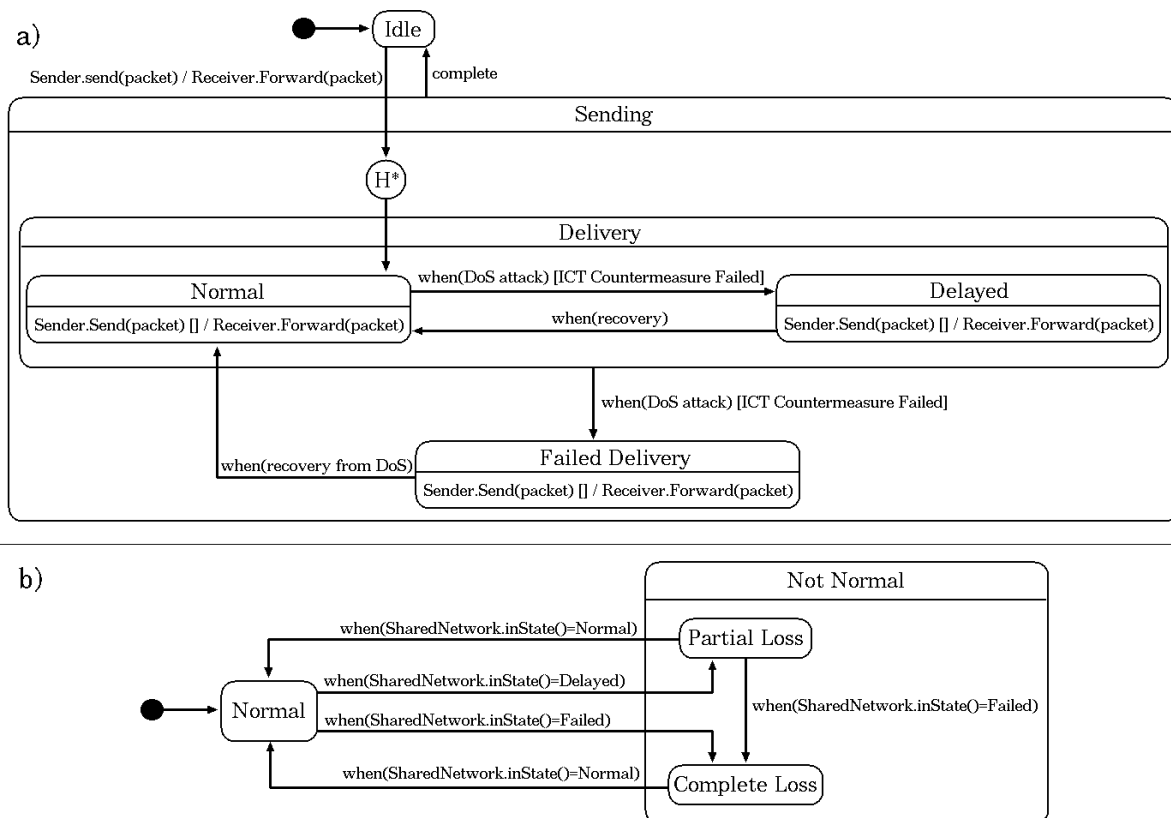 a)
Idle
Sender.send(packet) / Receiver.Forward(packet)
complete
Sending
H*
Delivery
Normal
Sender.Send(packet) [] / Receiver.Forward(packet)
when(DoS attack) [ICT Countermeasure Failed]
when(recovery)
Delayed
Sender.Send(packet) [] / Receiver.Forward(packet)
when(DoS attack) [ICT Countermeasure Failed]
when(recovery from DoS)
Failed Delivery
Sender.Send(packet) [] / Receiver.Forward(packet)
b)
Not Normal
when(SharedNetwork.inState()=Normal)
Partial Loss
when(SharedNetwork.inState()=Delayed)
Normal
when(SharedNetwork.inState()=Failed)
when(SharedNetwork.inState()=Failed)
when(SharedNetwork.inState()=Normal)
Complete Loss